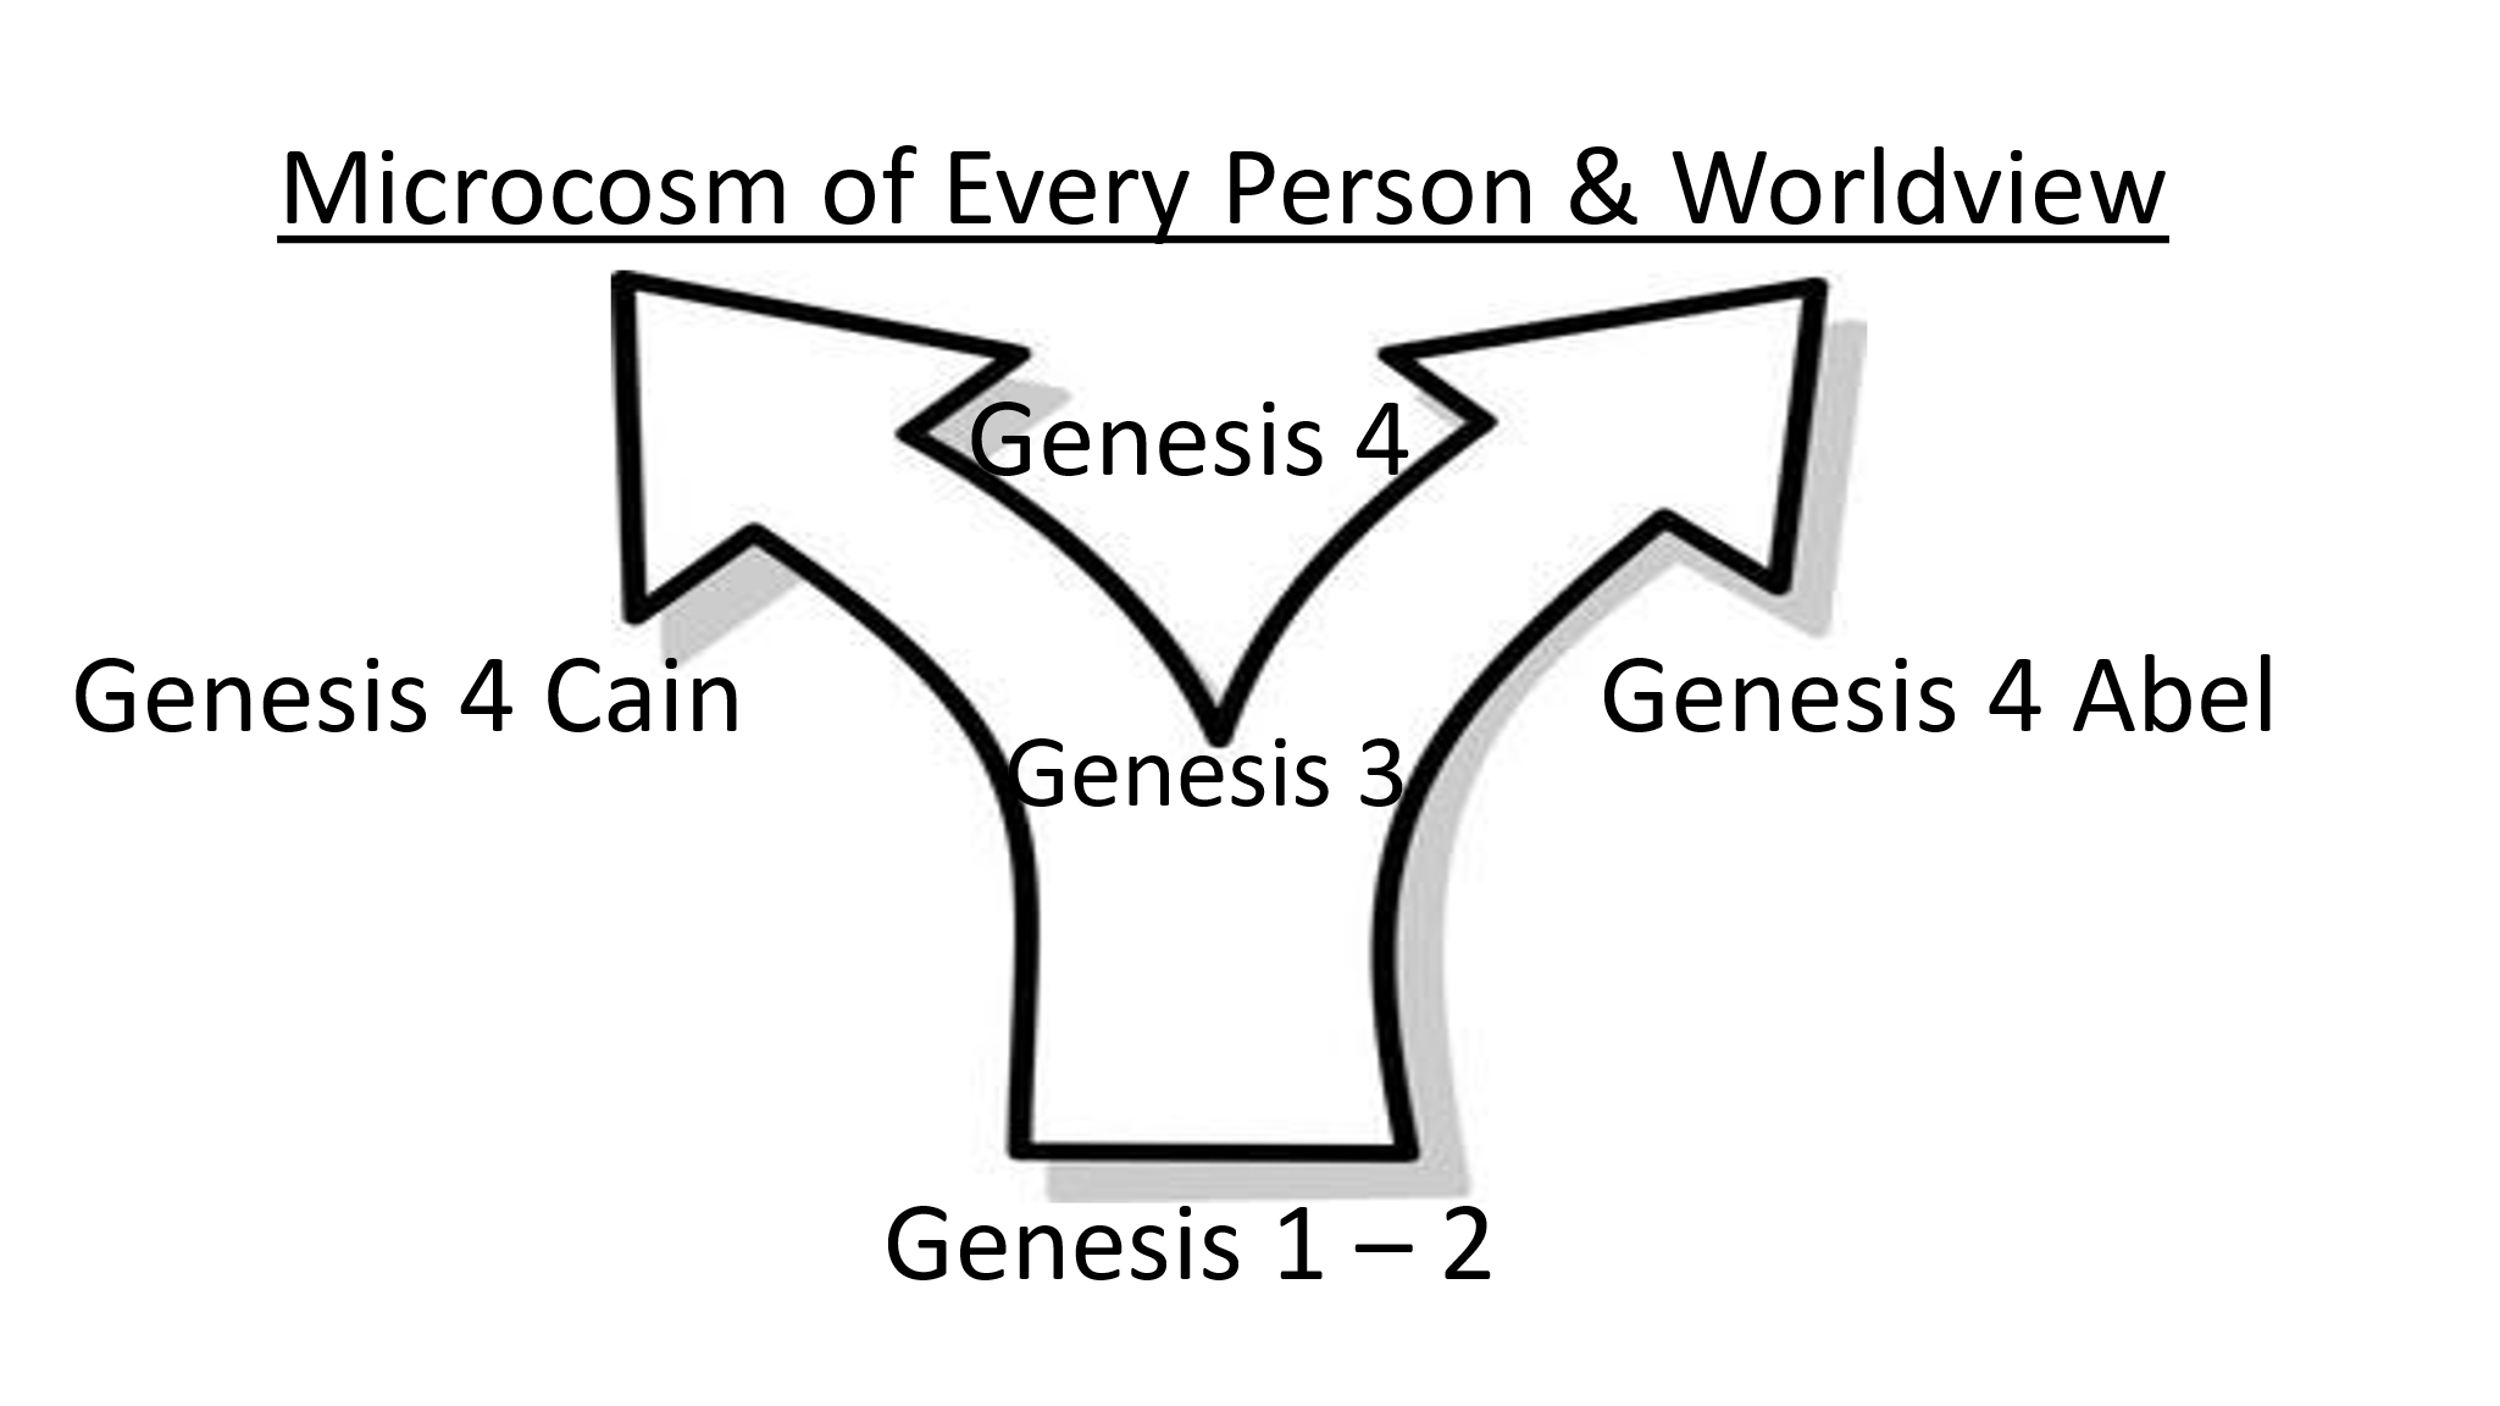 Microcosm of Every Person & Worldview
Genesis 4
Genesis 4 Cain
Genesis 4 Abel
Genesis 3
Genesis 1 – 2